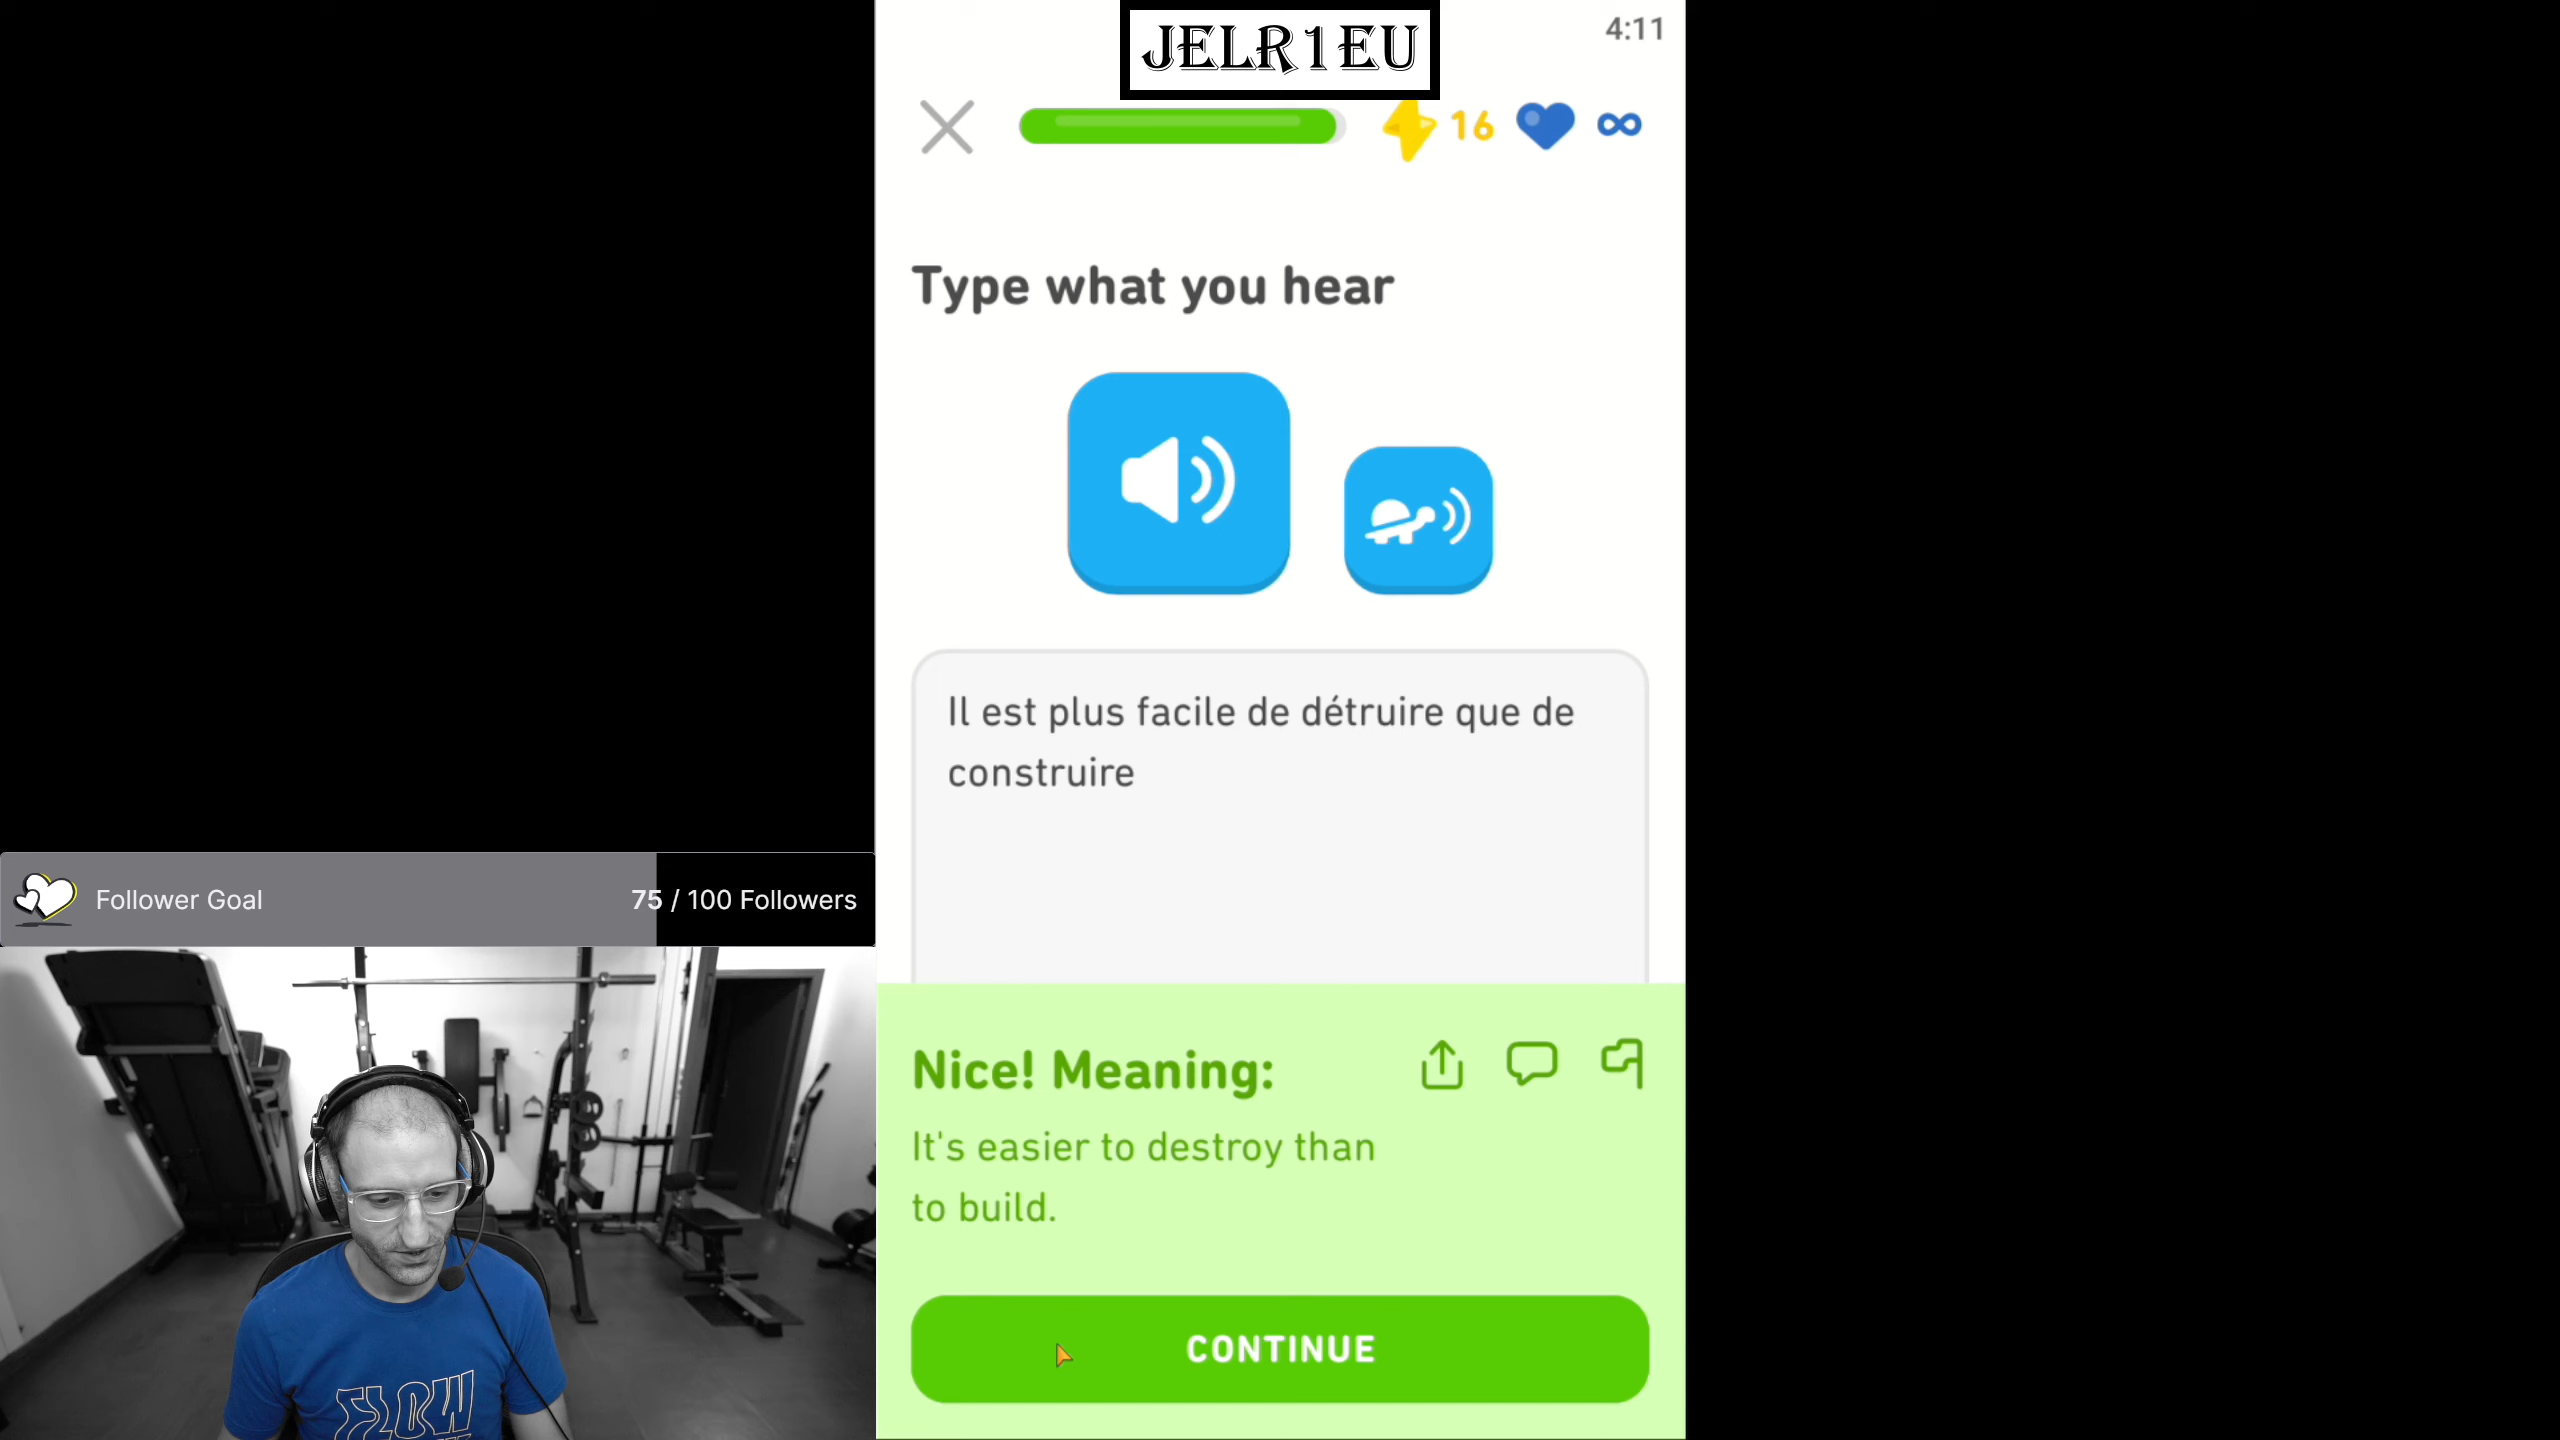 JELR1EU
4:11
16
Type what you hear
Il est plus facile de détruire que de
construire
Follower Goal
75 / 100 Followers
Nice! Meaning:
It's easier to destroy than
to build.
CONTINUE
FLOW